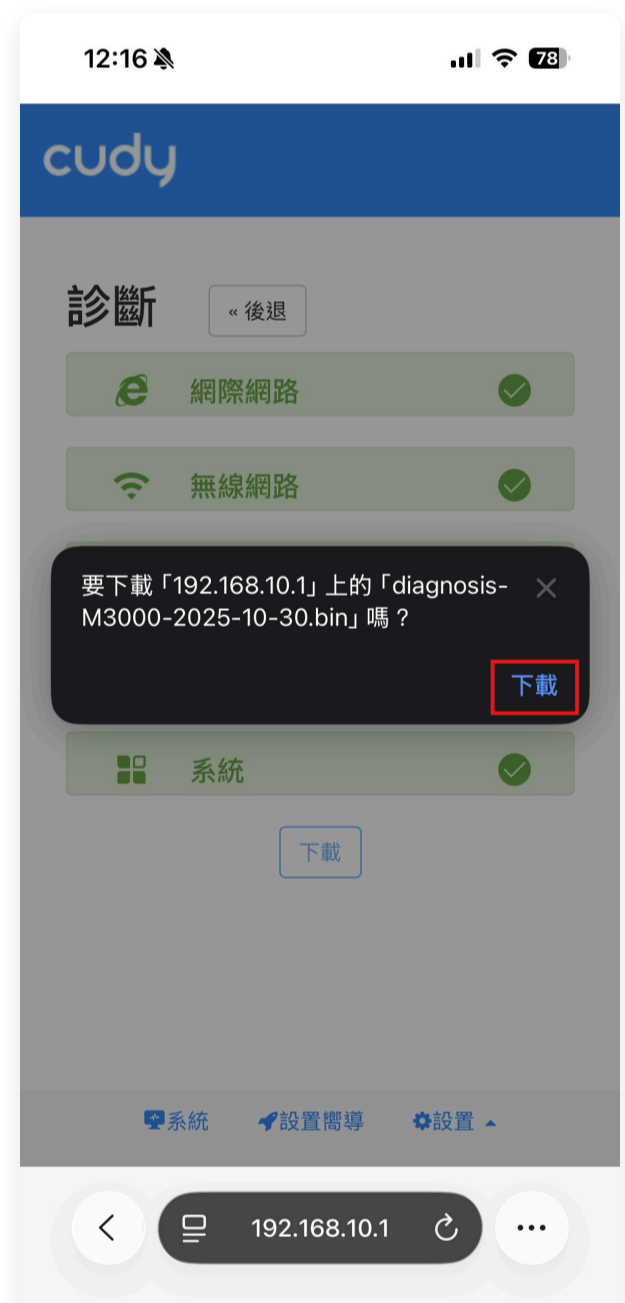 12:16
78
cudy
診斷
« 後退
網際網路
無線網路
要下載「192.168.10.1」上的「diagnosis-
M3000-2025-10-30.bin」嗎？
下載
系統
下載
系統
設置嚮導
設置
192.168.10.1